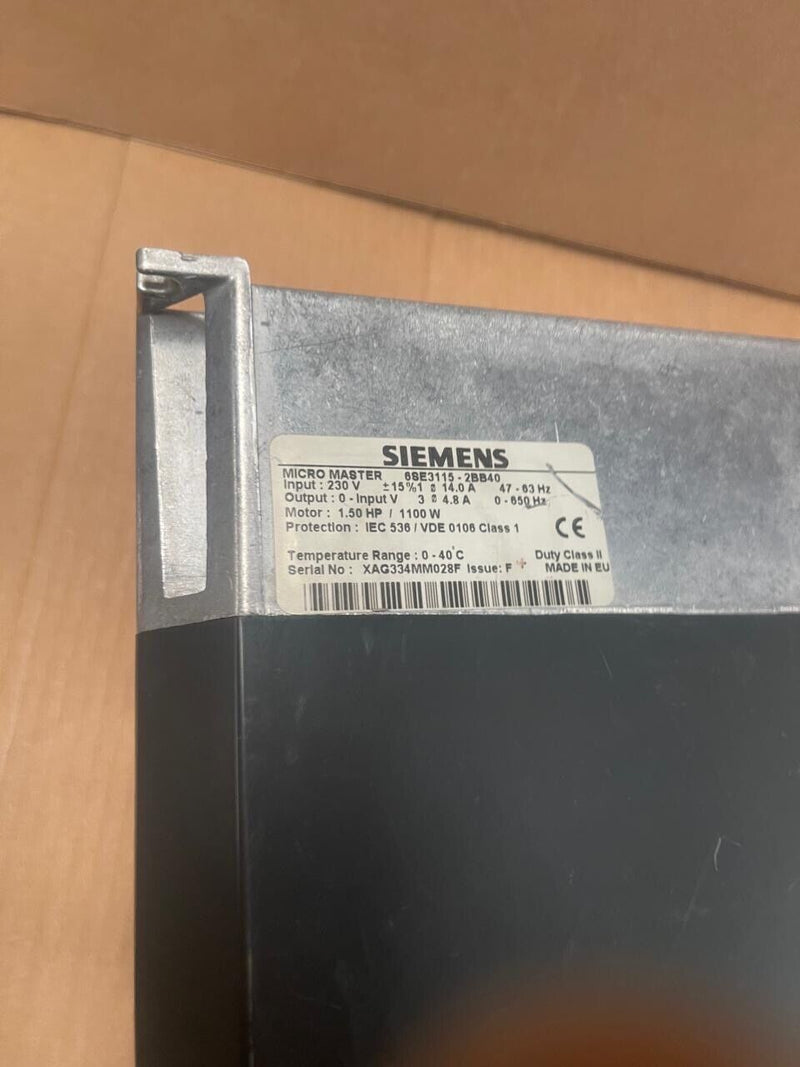 SIEMENS
MICRO MASTER 6SE3115 - 2BB40
Input : 230 V ±15%1 ø 14.0 A 47 - 63 Hz
Output : 0 - Input V 3 ø 4.8 A 0 - 650 Hz
Motor : 1.50 HP / 1100 W
Protection : IEC 536 / VDE 0106 Class 1
CE
Temperature Range : 0 - 40°C Duty Class II
Serial No : XAG334MM028F Issue: F + MADE IN EU